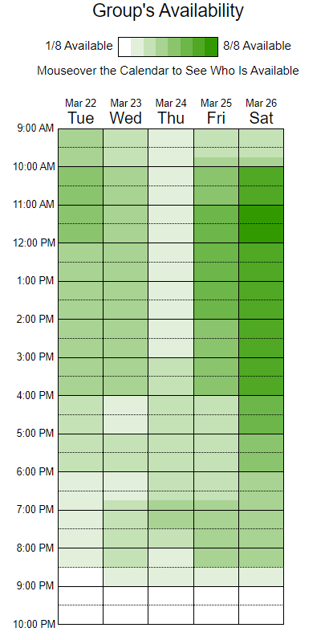 Group's Availability
1/8 Available 8/8 Available
Mouseover the Calendar to See Who Is Available
Mar 22 Mar 23 Mar 24 Mar 25 Mar 26
Tue Wed Thu Fri Sat
9:00 AM
10:00 AM
11:00 AM
12:00 PM
1:00 PM
2:00 PM
3:00 PM
4:00 PM
5:00 PM
6:00 PM
7:00 PM
8:00 PM
9:00 PM
10:00 PM